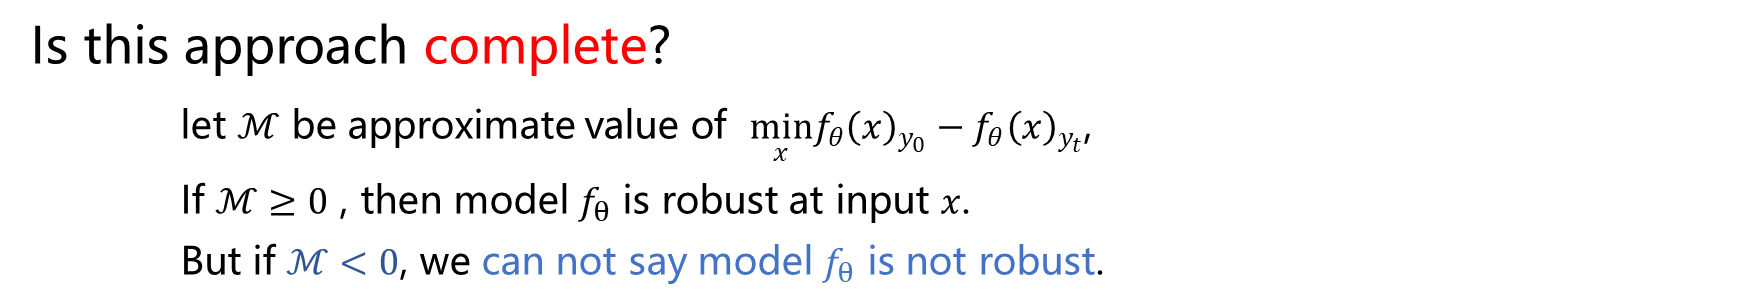 Is this approach complete?
let ℳ be approximate value of min_x f_θ(x)_{y_0} − f_θ(x)_{y_t},
If ℳ ≥ 0 , then model f_θ is robust at input x.
But if ℳ < 0, we can not say model f_θ is not robust.